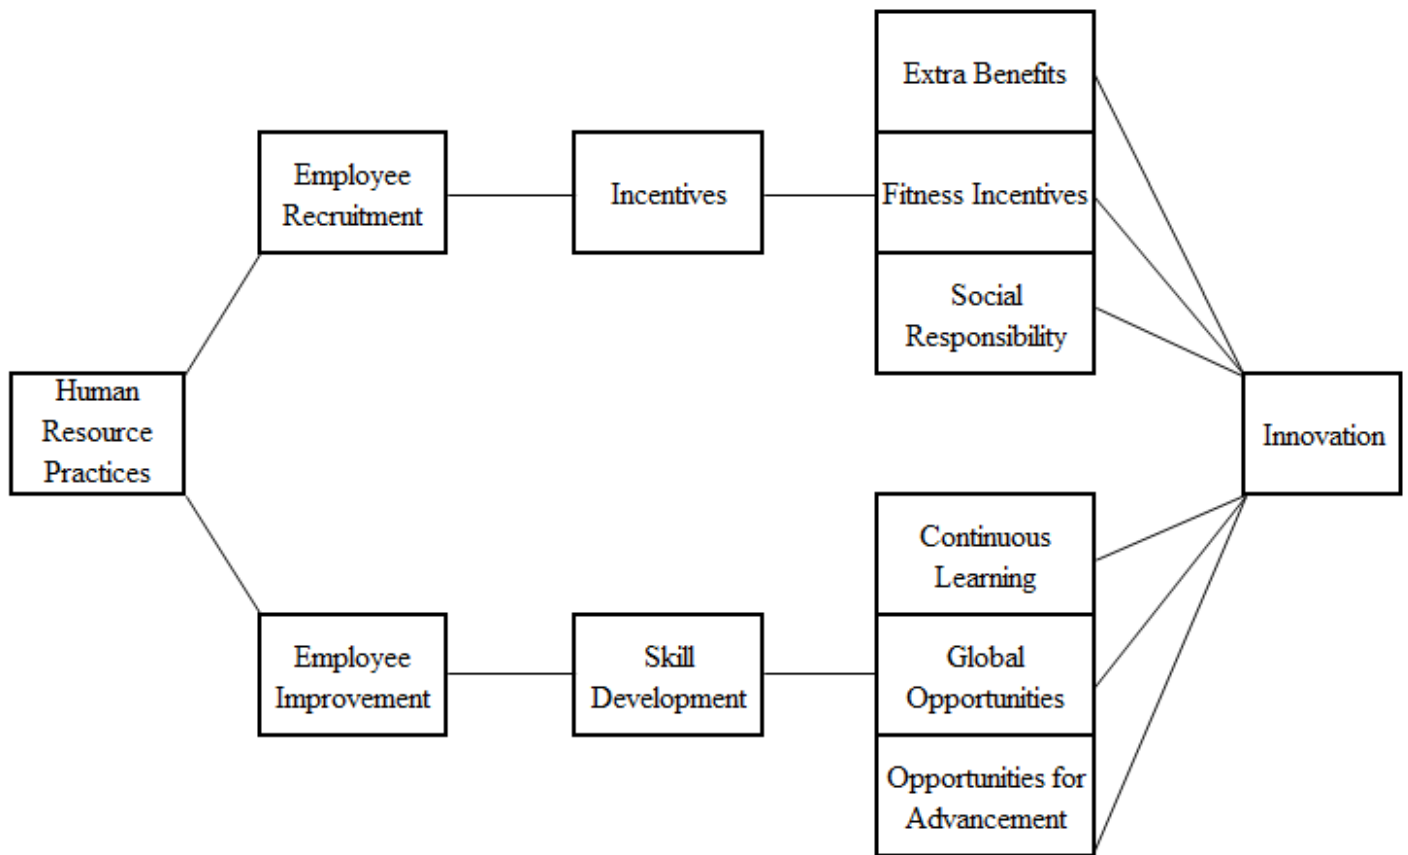 Extra Benefits
Employee
Recruitment
Incentives
Fitness Incentives
Social
Responsibility
Human
Resource
Practices
Innovation
Continuous
Learning
Employee
Improvement
Skill
Development
Global
Opportunities
Opportunities for
Advancement